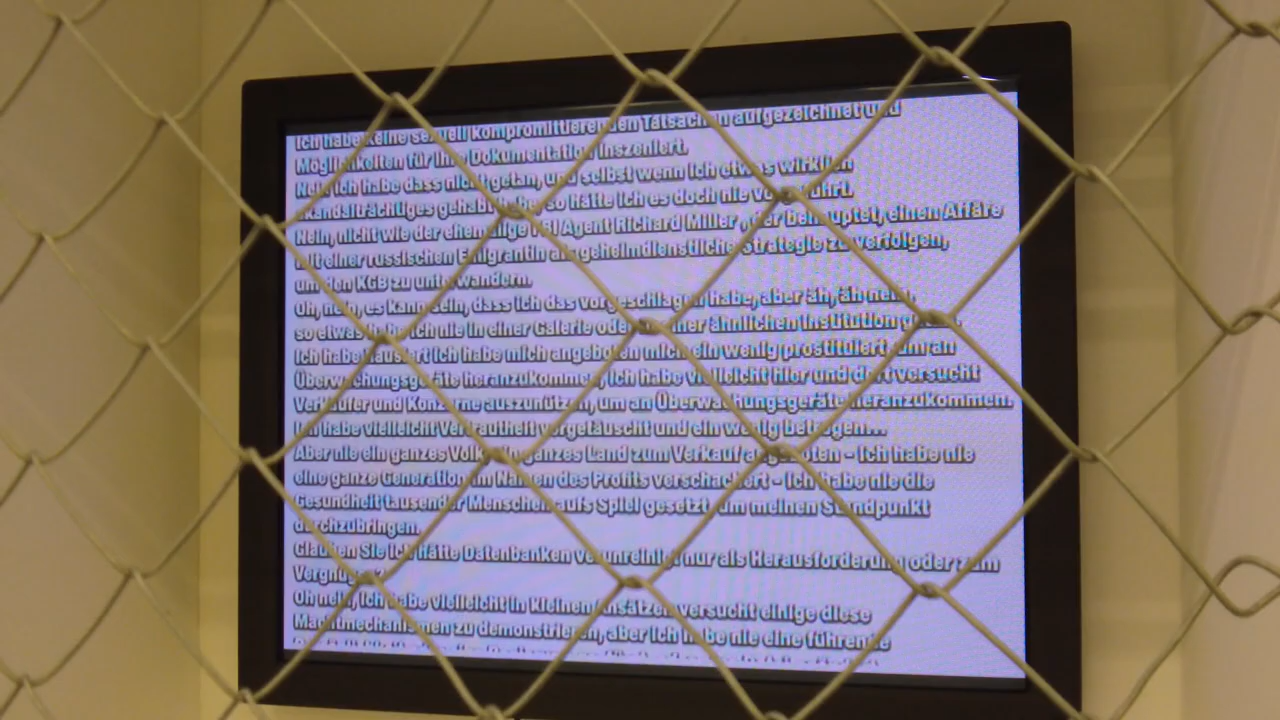 Ich habe keine sexuell kompromittierenden Tatsachen aufgezeichnet und
Möglichkeiten für ihre Dokumentation inszeniert.
Nein, ich habe dass nicht getan, und selbst wenn ich etwas wirklich
skandalträchtiges gehabt habe, so hätte ich es doch nie vorgeführt.
Nein, nicht wie der ehemalige FBI Agent Richard Miller, der behauptet, einen Affäre
mit einer russischen Emigrantin als geheimdienstliche Strategie zu verfolgen,
um den KGB zu unterwandern.
Oh, nein, es kann sein, dass ich das vorgeschlagen habe, aber äh, äh nein,
so etwas habe ich nie in einer Galerie oder einer ähnlichen Institution
Ich habe ich habe mich angeboten mich ein wenig prostituiert um an
Überwachungsgeräte heranzukommen, ich habe vielleicht hier und dort versucht
Verkäufer und Konzerne auszunützen, um an Überwachungsgeräte heranzukommen.
Ich habe vielleicht Vertrautheit vorgetäuscht und ein wenig betrogen...
Aber nie ein ganzes Volk, ein ganzes Land zum Verkauf angeboten - ich habe nie
eine ganze Generation im Namen des Profits verschachert - ich habe nie die
Gesundheit tausender Menschen aufs Spiel gesetzt, um meinen Standpunkt
durchzubringen.
Glauben Sie ich hätte Datenbanken verunreinigt nur als Herausforderung oder zum
Vergnügen?
Oh nein, ich habe vielleicht in kleinen Ansätzen versucht einige diese
Machtmechanismen zu demonstrieren, aber ich habe nie eine führende